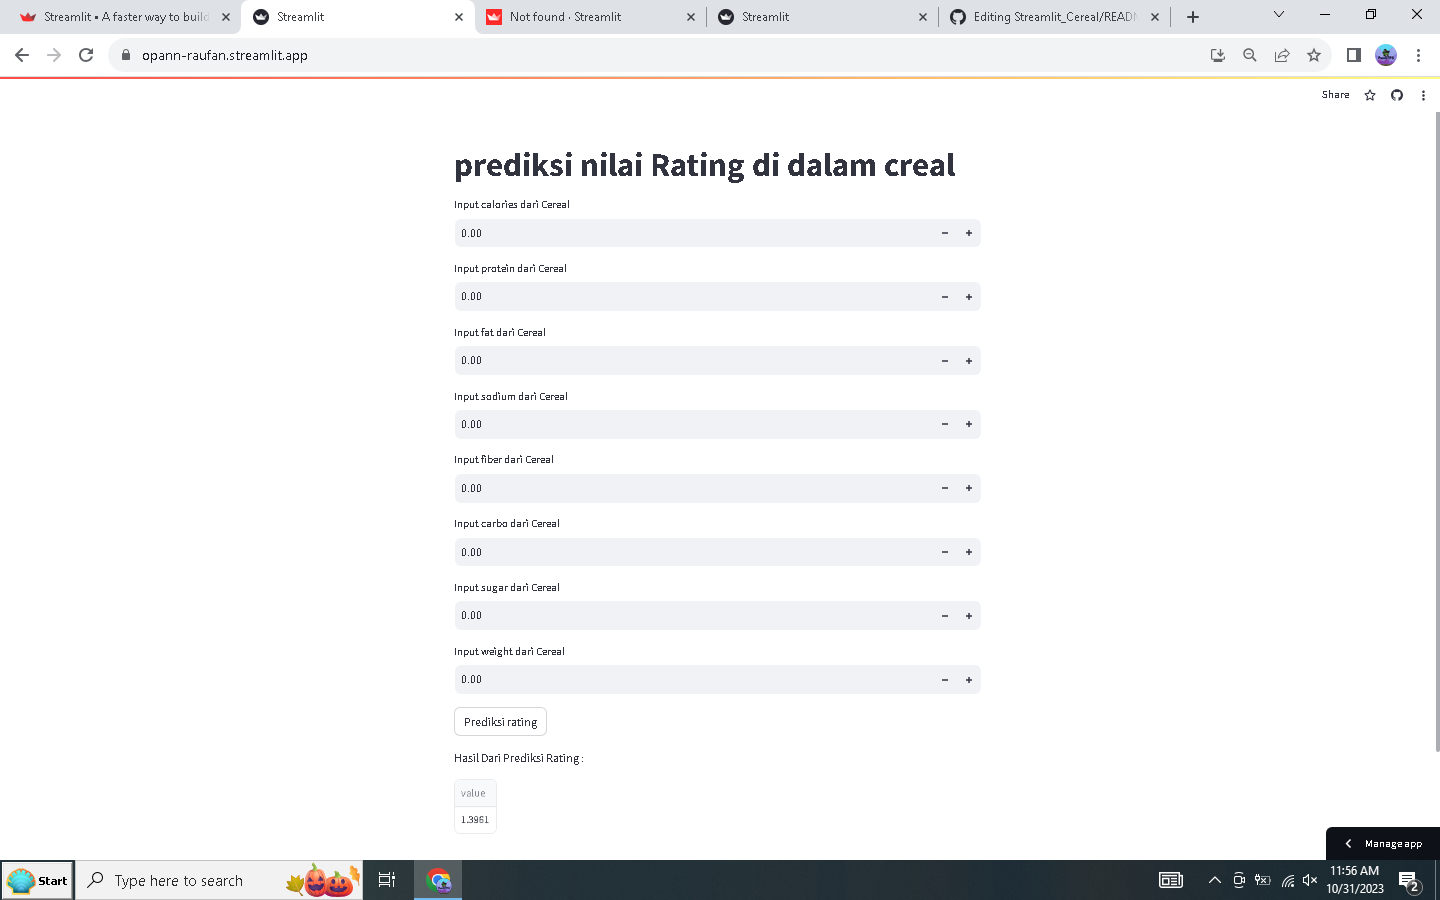 Streamlit • A faster way to build
Streamlit
Not found · Streamlit
Streamlit
Editing Streamlit_Cereal/READM
opann-raufan.streamlit.app
Share
prediksi nilai Rating di dalam creal
Input calories dari Cereal
0.00
Input protein dari Cereal
0.00
Input fat dari Cereal
0.00
Input sodium dari Cereal
0.00
Input fiber dari Cereal
0.00
Input carbo dari Cereal
0.00
Input sugar dari Cereal
0.00
Input weight dari Cereal
0.00
Prediksi rating
Hasil Dari Prediksi Rating :
value
1.3961
Manage app
Start
Type here to search
11:56 AM
10/31/2023
2